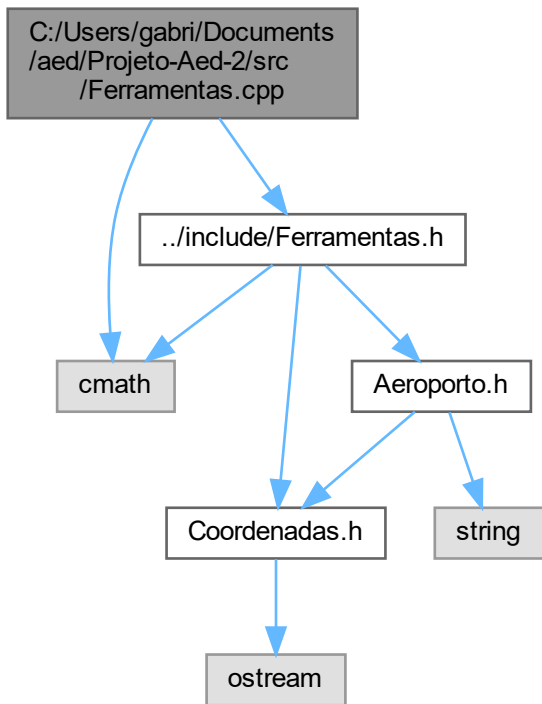 C:/Users/gabri/Documents
/aed/Projeto-Aed-2/src
/Ferramentas.cpp
../include/Ferramentas.h
cmath
Aeroporto.h
Coordenadas.h
string
ostream